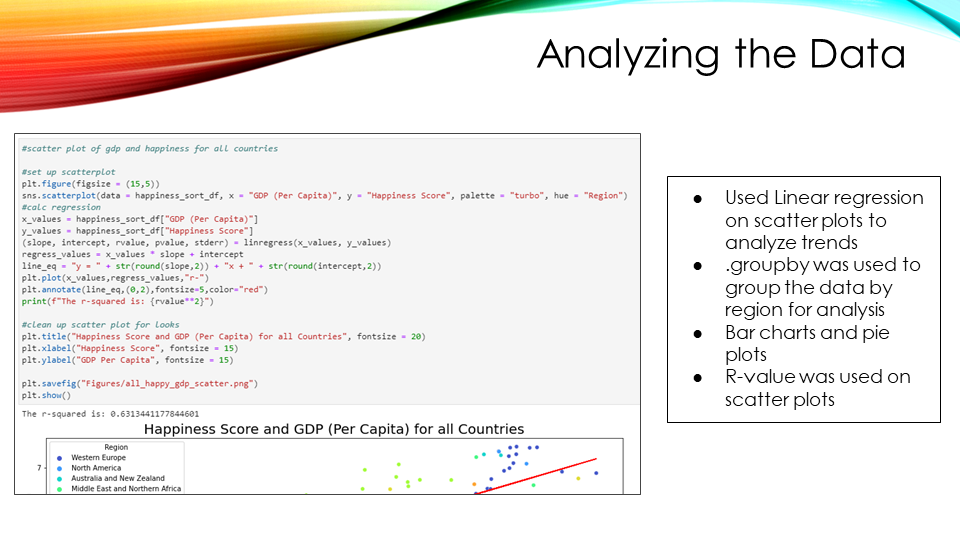 Analyzing the Data
#scatter plot of gdp and happiness for all countries
#set up scatterplot
plt.figure(figsize = (15,5))
sns.scatterplot(data = happiness_sort_df, x = "GDP (Per Capita)", y = "Happiness Score", palette = "turbo", hue = "Region")
#calc regression
x_values = happiness_sort_df["GDP (Per Capita)"]
y_values = happiness_sort_df["Happiness Score"]
(slope, intercept, rvalue, pvalue, stderr) = linregress(x_values, y_values)
regress_values = x_values * slope + intercept
line_eq = "y = " + str(round(slope,2)) + "x + " + str(round(intercept,2))
plt.plot(x_values,regress_values,"r-")
plt.annotate(line_eq,(0,2),fontsize=5,color="red")
print(f"The r-squared is: {rvalue**2}")
#clean up scatter plot for looks
plt.title("Happiness Score and GDP (Per Capita) for all Countries", fontsize = 20)
plt.xlabel("Happiness Score", fontsize = 15)
plt.ylabel("GDP Per Capita", fontsize = 15)
plt.savefig("Figures/all_happy_gdp_scatter.png")
plt.show()
The r-squared is: 0.6313441177844601
Happiness Score and GDP (Per Capita) for all Countries
Region
Western Europe
North America
Australia and New Zealand
Middle East and Northern Africa
7
● Used Linear regression
on scatter plots to
analyze trends
● .groupby was used to
group the data by
region for analysis
● Bar charts and pie
plots
● R-value was used on
scatter plots